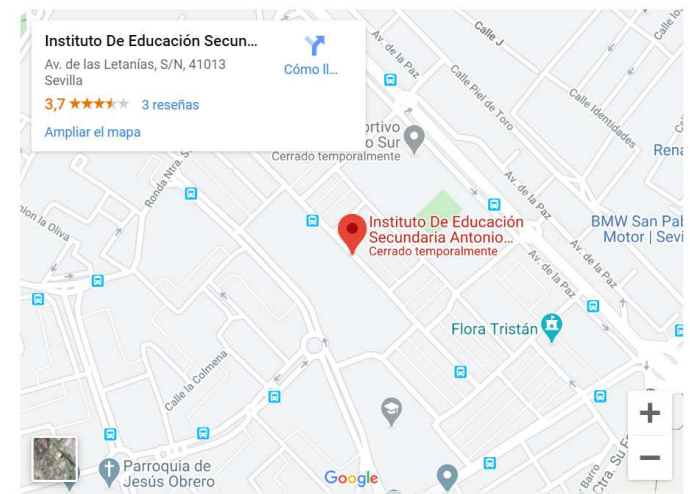 Instituto De Educación Secun...
Av. de las Letanías, S/N, 41013
Sevilla
3,7
3 reseñas
Cómo ll...
Ampliar el mapa
Calle J
Av. de la Paz
Calle Piel de Toro
Calle Identidades
Cerrado temporalmente
Ronda Ntra.
Rena
Av. de la Paz
Instituto De Educación
Secundaria Antonio...
Cerrado temporalmente
BMW San Pab
Motor | Sevi
la Oliva
Av. de la Paz
Flora Tristán
Calle la Colmena
Parroquia de
Jesús Obrero
Google
+
−